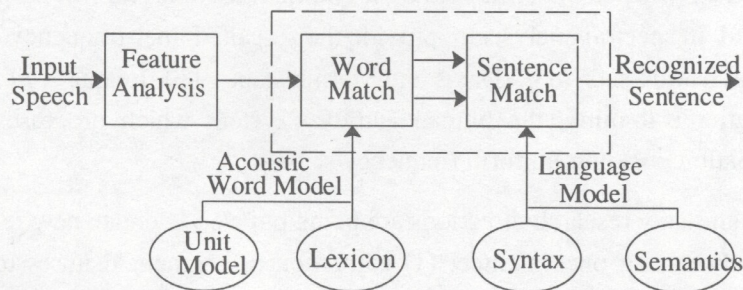 Input
Speech
Feature
Analysis
Word
Match
Sentence
Match
Recognized
Sentence
Acoustic
Word Model
Language
Model
Unit
Model
Lexicon
Syntax
Semantics